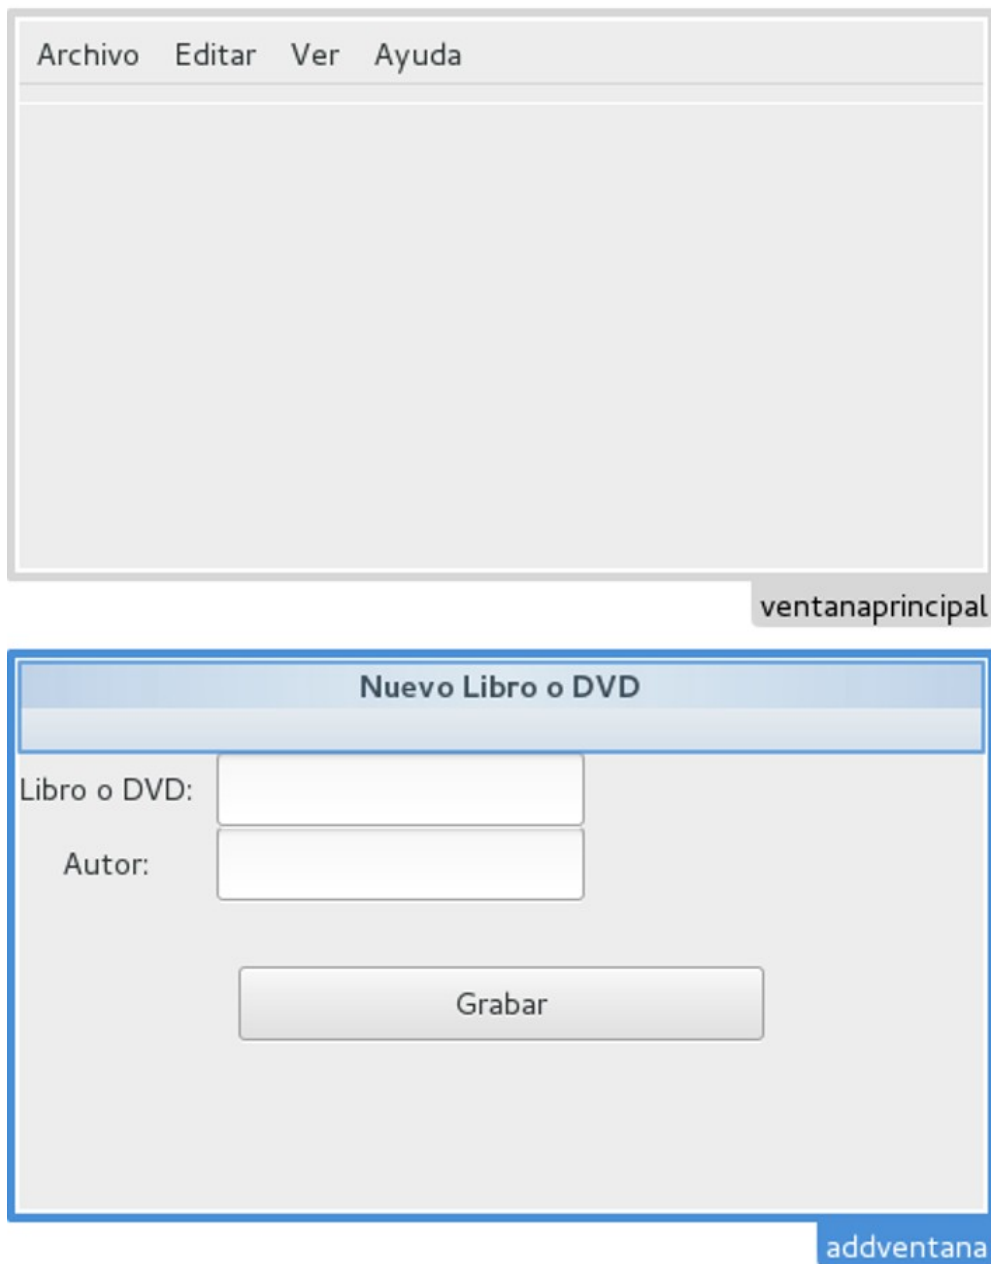 Archivo Editar Ver Ayuda
ventanaprincipal
Nuevo Libro o DVD
Libro o DVD:
Autor:
Grabar
addventana